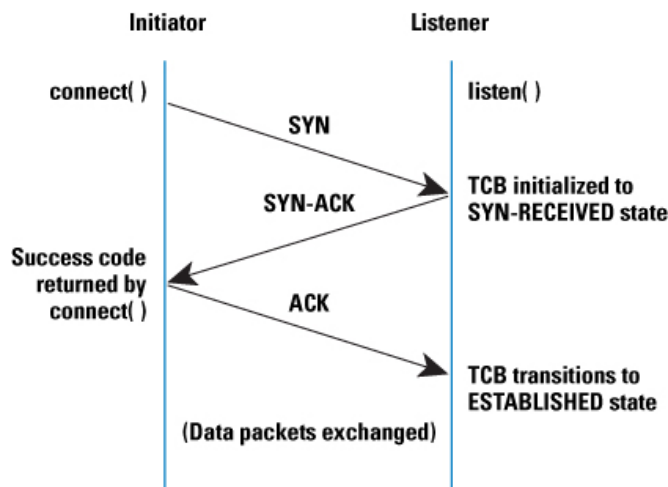 Initiator
Listener
connect( )
listen( )
SYN
TCB initialized to
SYN-RECEIVED state
SYN-ACK
Success code
returned by
connect( )
ACK
TCB transitions to
ESTABLISHED state
(Data packets exchanged)